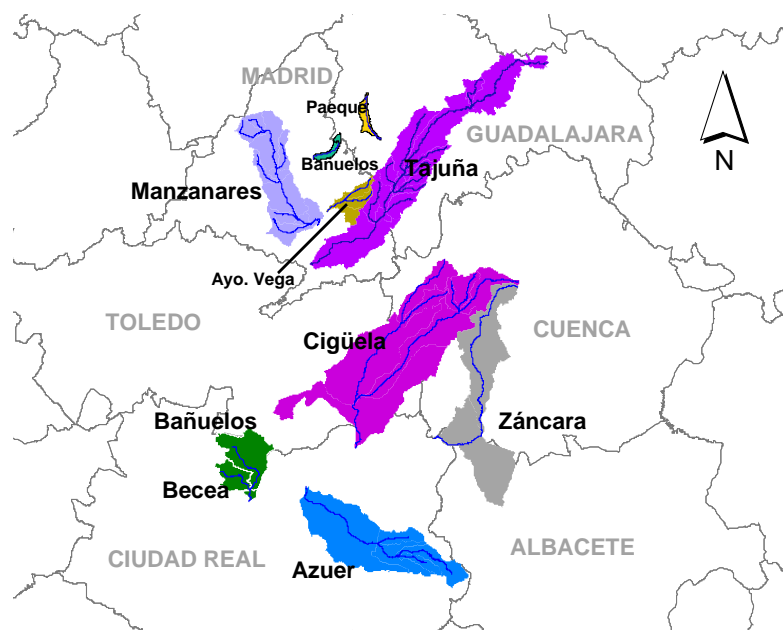 MADRID
Paeque
GUADALAJARA
N
Bañuelos
Tajuña
Manzanares
Ayo. Vega
TOLEDO
CUENCA
Cigüela
Bañuelos
Záncara
Becea
CIUDAD REAL
Azuer
ALBACETE